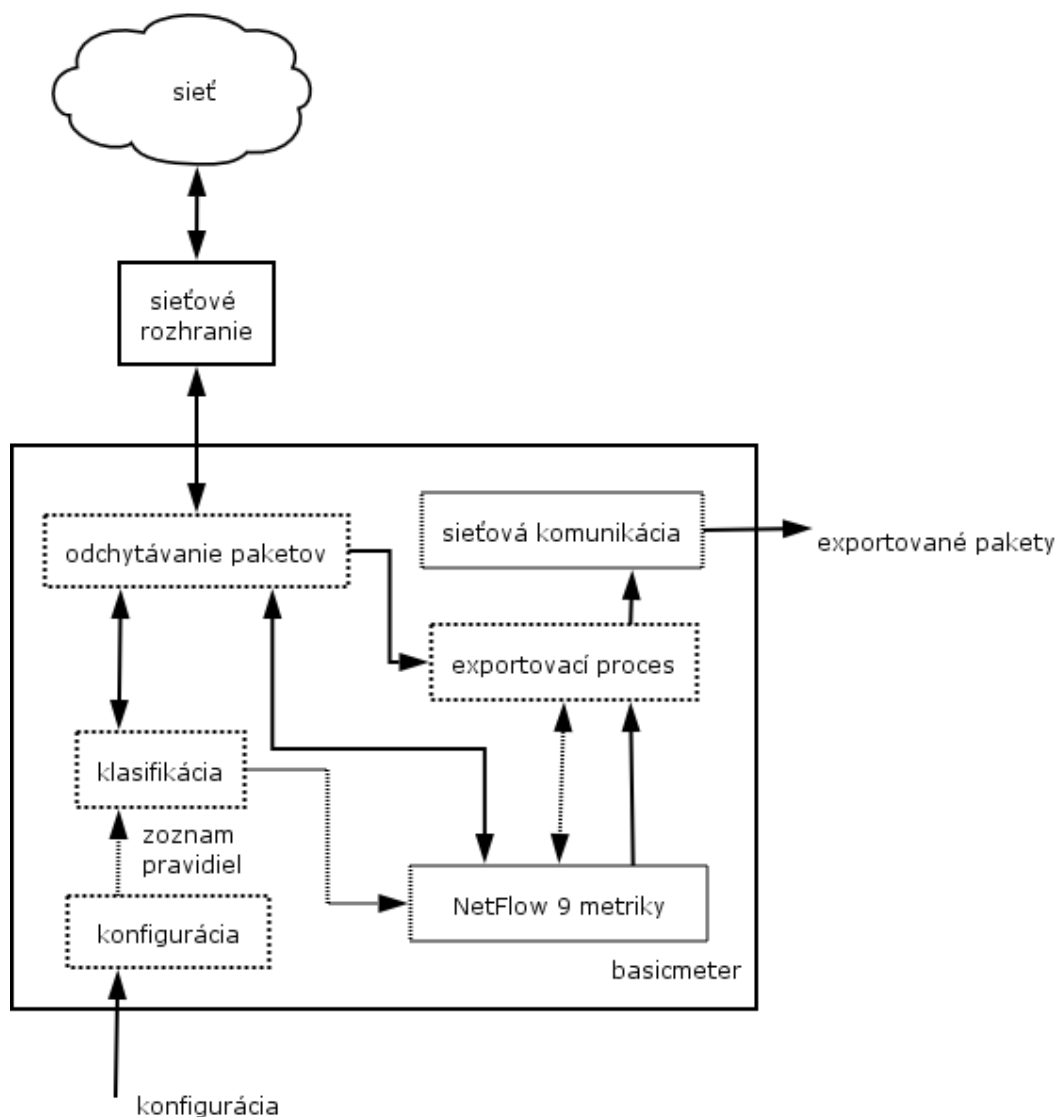 sieť
sieťové
rozhranie
odchytávanie paketov
sieťová komunikácia
exportované pakety
exportovací proces
klasifikácia
zoznam
pravidiel
NetFlow 9 metriky
konfigurácia
basicmeter
konfigurácia